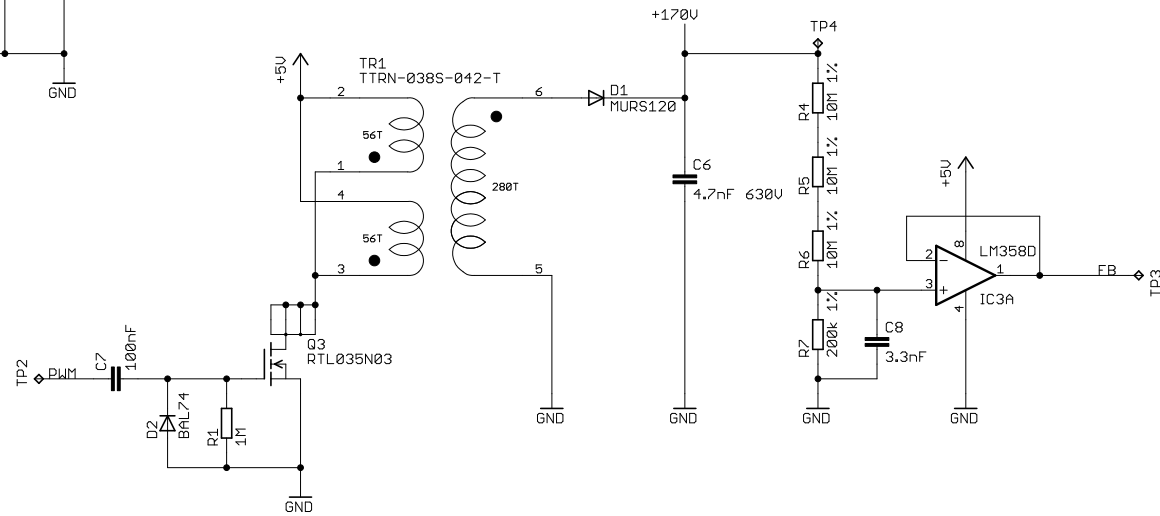 GND
+5V
TR1
TTRN-038S-042-T
2
56T
1
4
56T
3
6
280T
5
GND
D1
MURS120
+170V
C6
4.7nF 630V
GND
TP4
R4
10M 1%
R5
10M 1%
R6
10M 1%
R7
200k 1%
C8
3.3nF
GND
+5V
8
LM358D
2
-
1
3
+
IC3A
4
FB
TP3
GND
Q3
RTL035N03
TP2
PWM
C7
100nF
D2
BAL74
R1
1M
GND